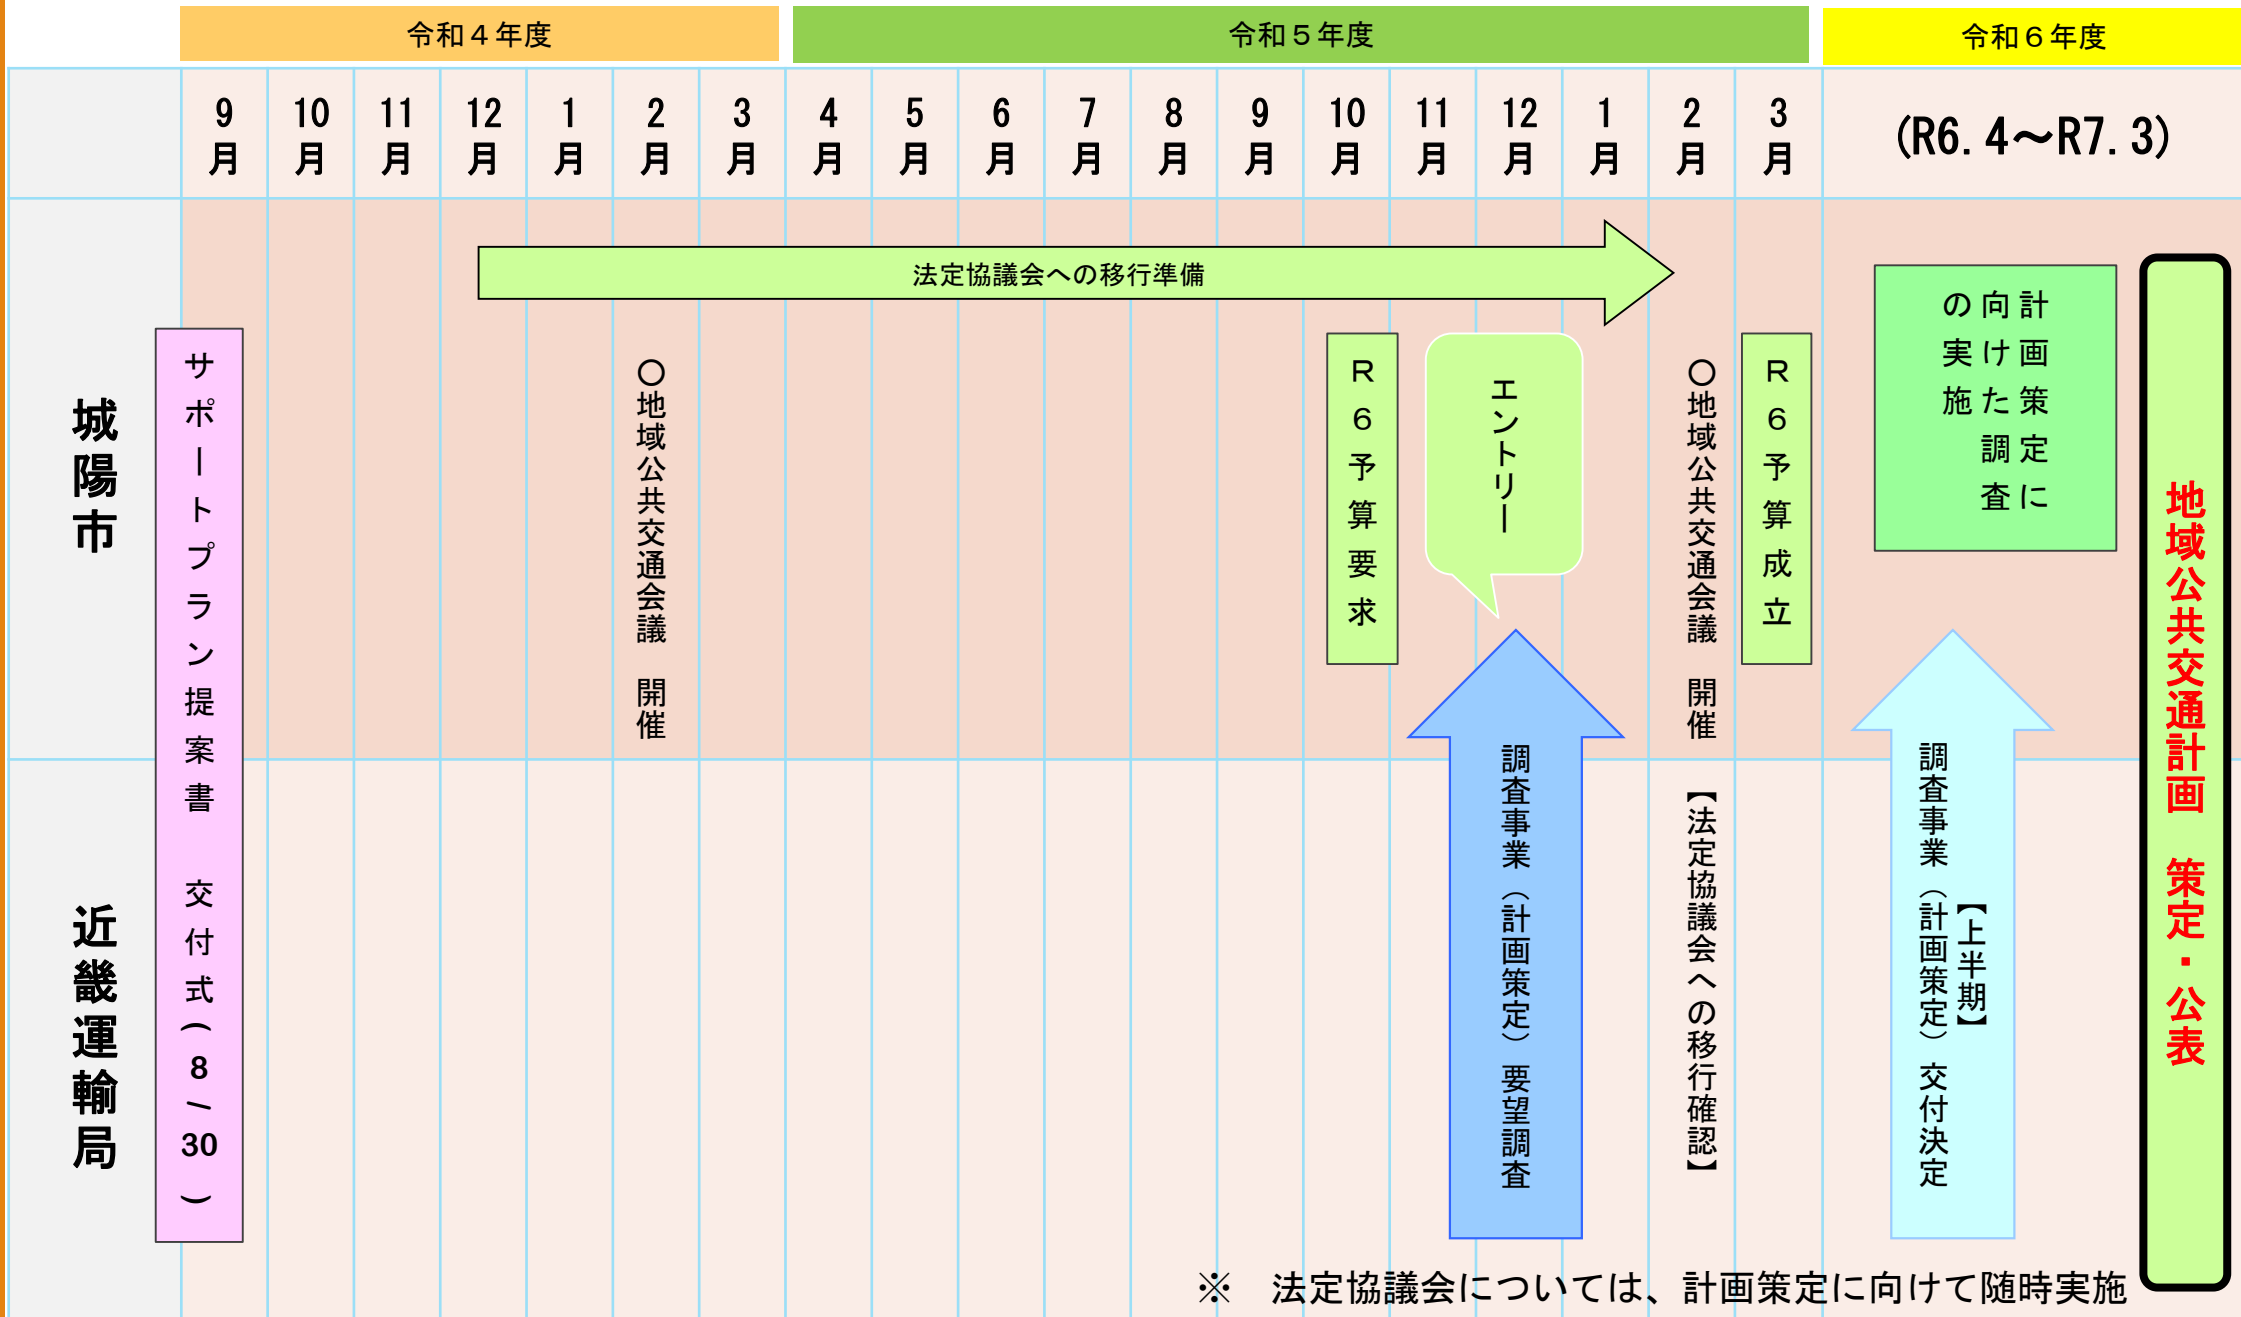 令和４年度
令和５年度
令和６年度
9月
10月
11月
12月
1月
2月
3月
4月
5月
6月
7月
8月
9月
10月
11月
12月
1月
2月
3月
(R6.4～R7.3)
城陽市
近畿運輸局
法定協議会への移行準備
サポートプラン提案書　交付式(8/30)
〇地域公共交通会議　開催
Ｒ６予算要求
エントリー
調査事業（計画策定）要望調査
〇地域公共交通会議　開催　【法定協議会への移行確認】
Ｒ６予算成立
計画策定に
向けた調査
の実施
【上半期】
調査事業（計画策定）交付決定
地域公共交通計画　策定・公表
※　法定協議会については、計画策定に向けて随時実施